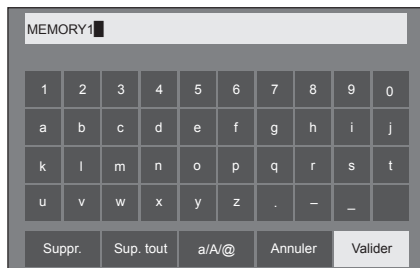 MEMORY1
1 2 3 4 5 6 7 8 9 0
a b c d e f g h i j
k l m n o p q r s t
u v w x y z . – _
Suppr. Sup. tout a/A/@ Annuler Valider